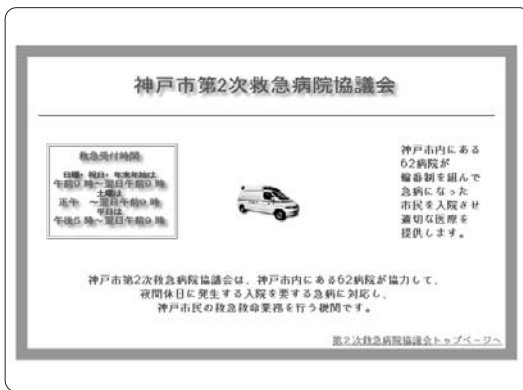 神戸市第2次救急病院協議会
救急受付時間
日曜・祝日・年末年始は
午前9時～翌日午前9時
土曜は
正午 ～翌日午前9時
平日は
午後5時～翌日午前9時
神戸市内にある
62病院が
輪番制を組んで
急病になった
市民を入院させ
適切な医療を
提供します。
神戸市第2次救急病院協議会は、神戸市内にある62病院が協力して、
夜間休日に発生する入院を要する急病に対応し、
神戸市民の救急救命業務を行う機関です。
第2次救急病院協議会トップページへ